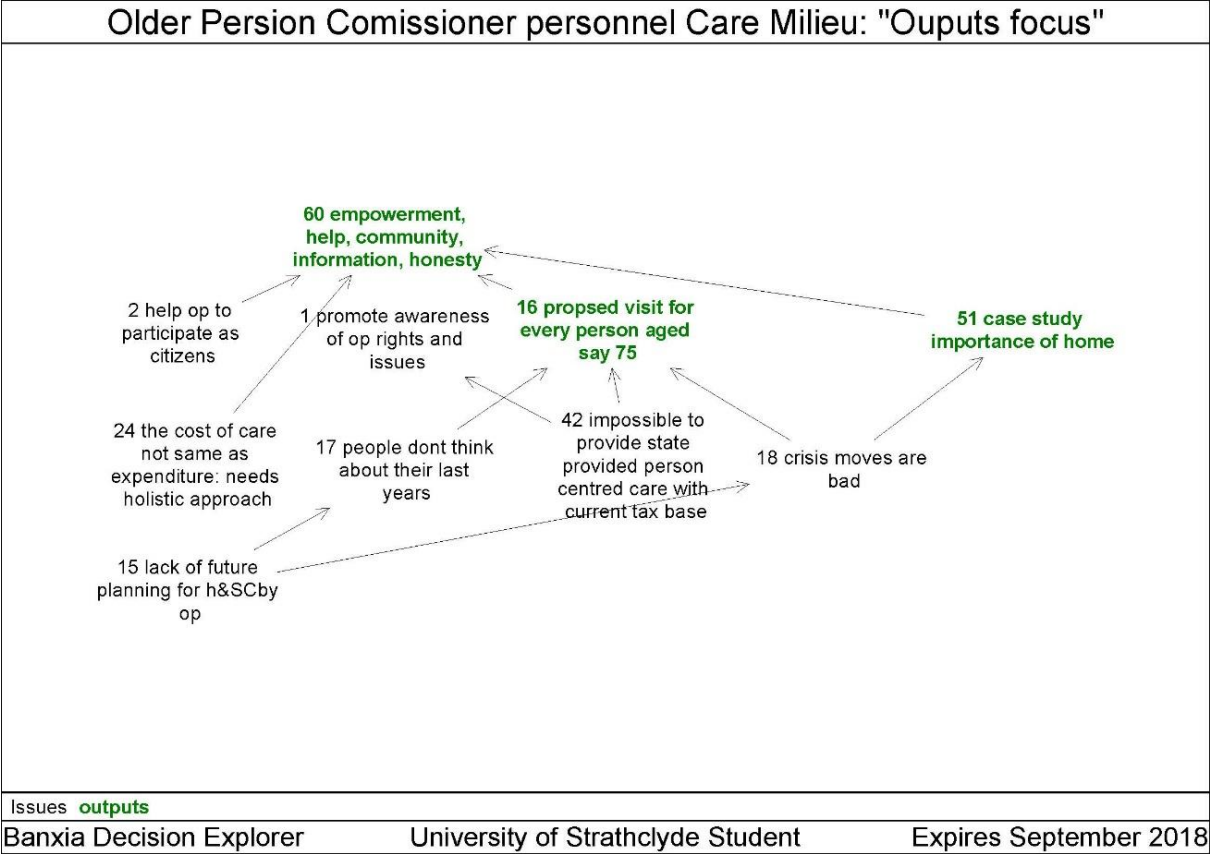 Older Persion Comissioner personnel Care Milieu: "Ouputs focus"
60 empowerment,
help, community,
information, honesty
2 help op to
participate as
citizens
1 promote awareness
of op rights and
issues
16 propsed visit for
every person aged
say 75
51 case study
importance of home
24 the cost of care
not same as
expenditure: needs
holistic approach
17 people dont think
about their last
years
42 impossible to
provide state
provided person
centred care with
current tax base
18 crisis moves are
bad
15 lack of future
planning for h&SCby
op
Issues outputs
Banxia Decision Explorer University of Strathclyde Student Expires September 2018